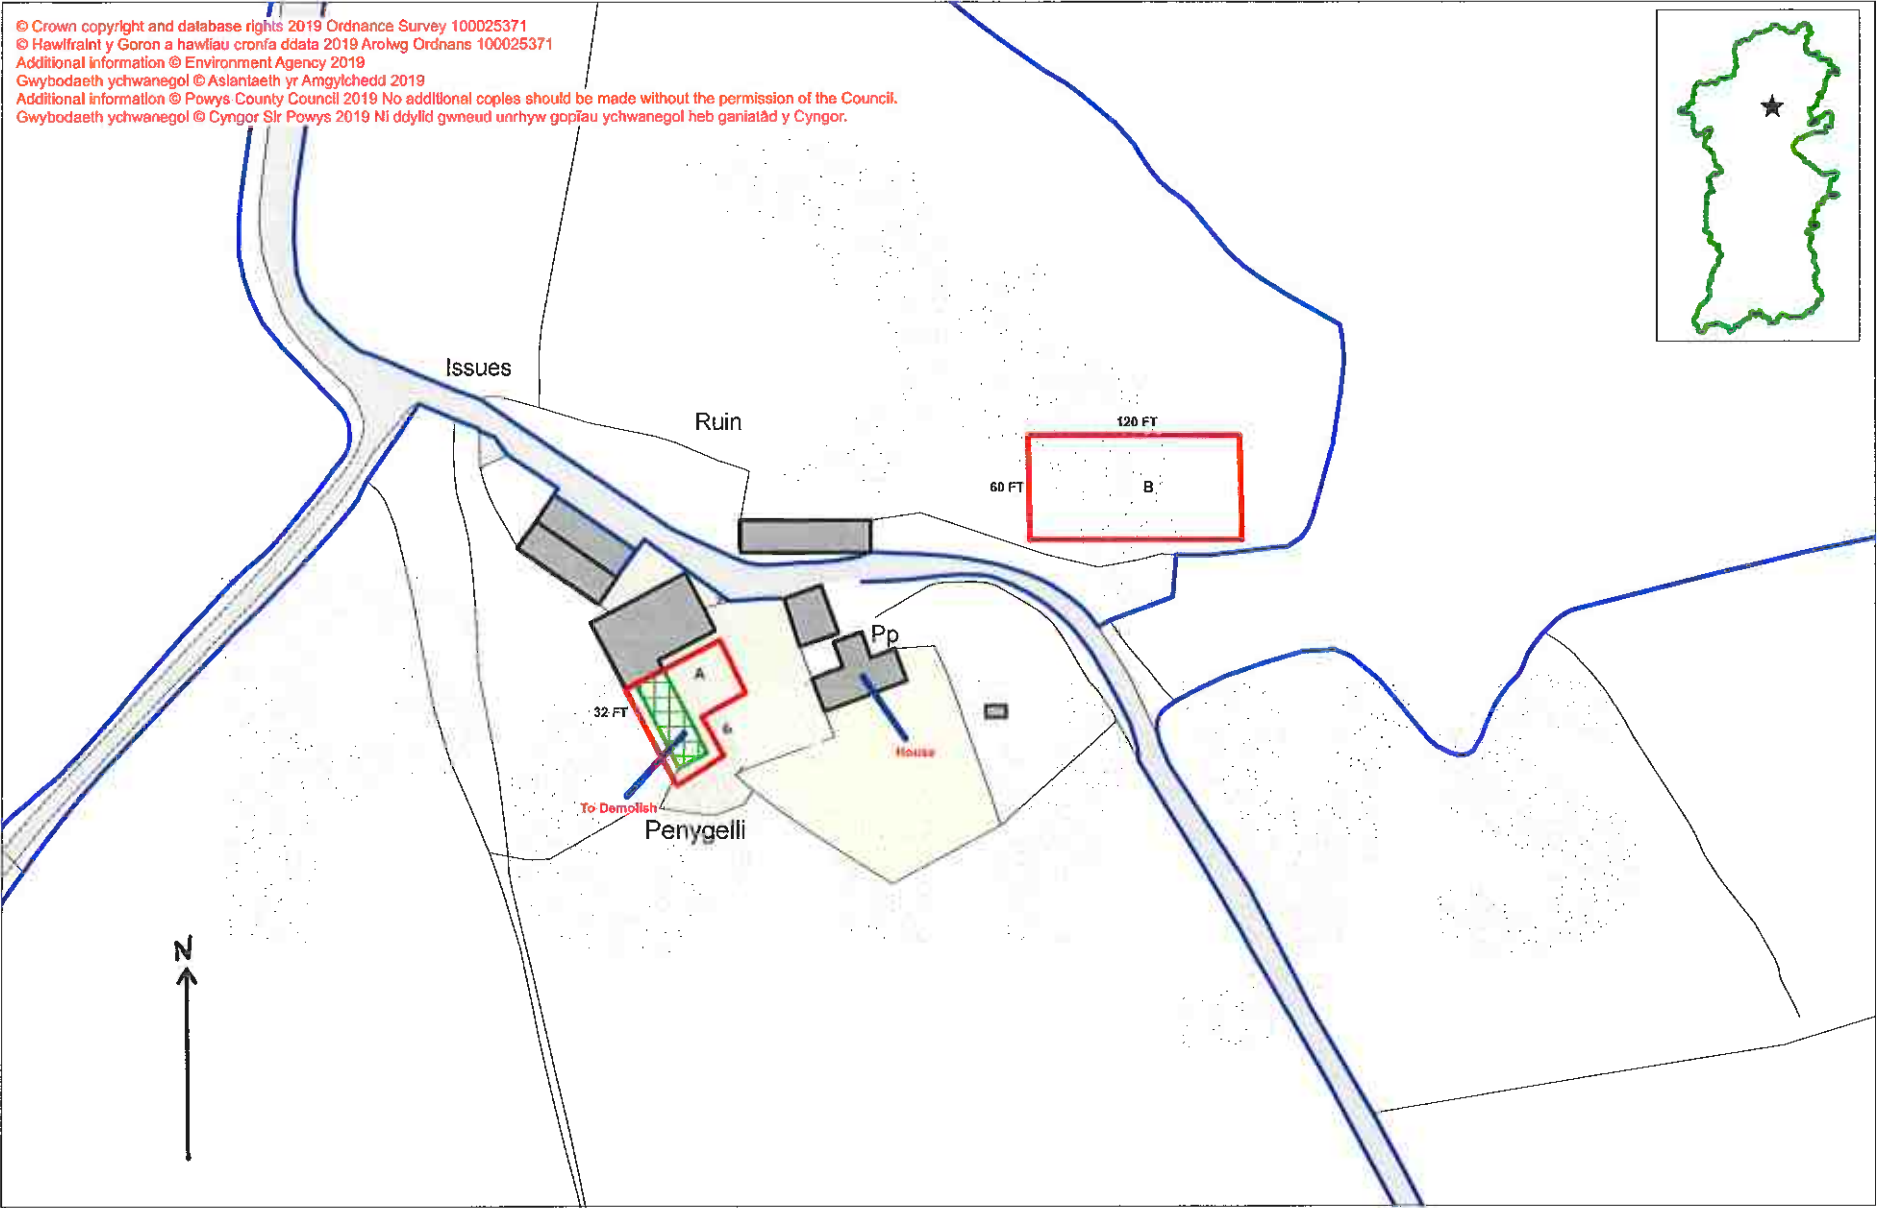 © Crown copyright and database rights 2019 Ordnance Survey 100025371
© Hawlfraint y Goron a hawliau cronfa ddata 2019 Arolwg Ordnans 100025371
Additional information © Environment Agency 2019
Gwybodaeth ychwanegol © Aslantaeth yr Amgylchedd 2019
Additional information © Powys County Council 2019 No additional copies should be made without the permission of the Council.
Gwybodaeth ychwanegol © Cyngor Sir Powys 2019 Ni ddylid gwneud unrhyw gopïau ychwanegol heb ganiatâd y Cyngor.
Issues
Ruin
120 FT
60 FT
B
Pp
A
32 FT
House
To Demolish
Penygelli
N